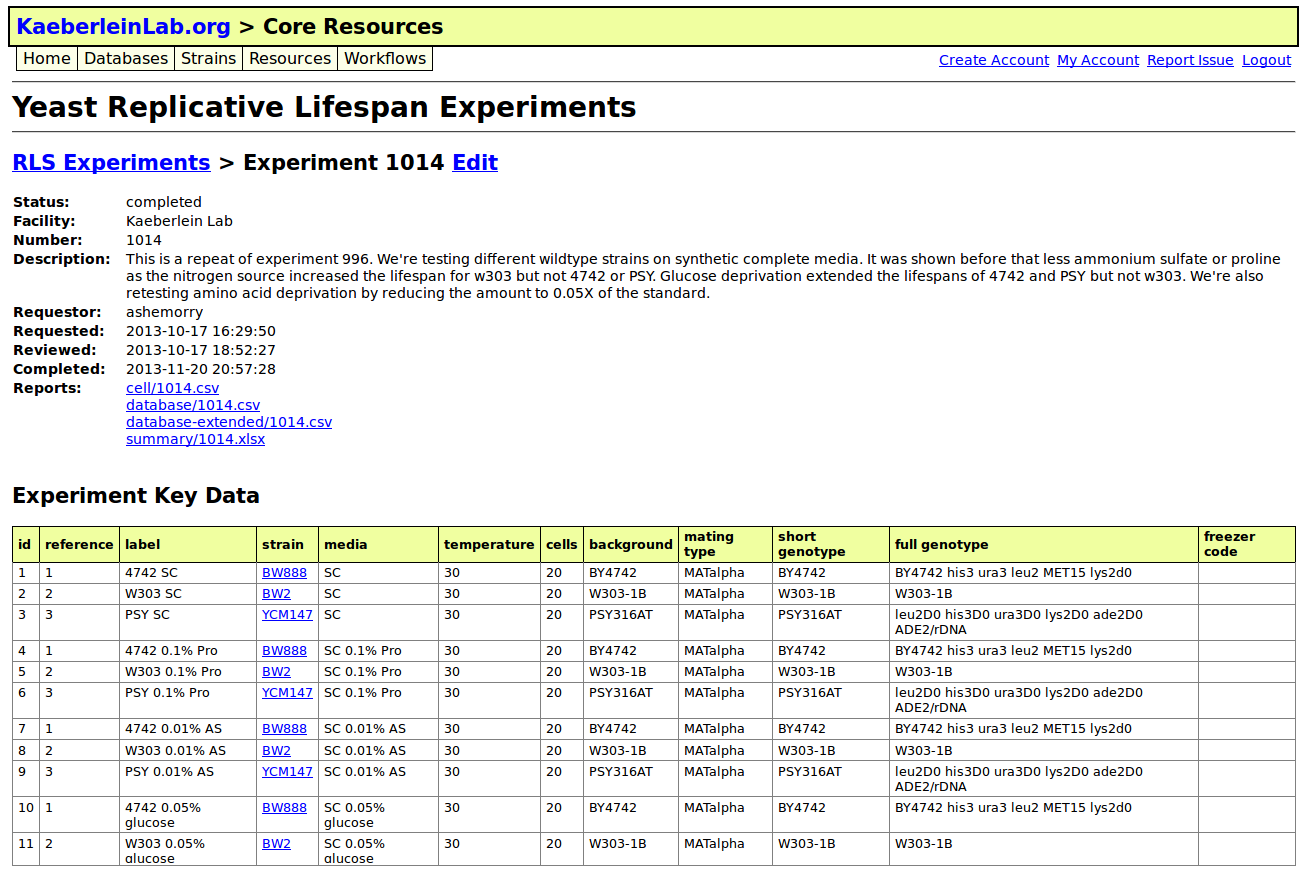 KaeberleinLab.org > Core Resources
Home Databases Strains Resources Workflows Create Account My Account Report Issue Logout
Yeast Replicative Lifespan Experiments
RLS Experiments > Experiment 1014 Edit
Status: completed
Facility: Kaeberlein Lab
Number: 1014
Description: This is a repeat of experiment 996. We're testing different wildtype strains on synthetic complete media. It was shown before that less ammonium sulfate or proline
as the nitrogen source increased the lifespan for w303 but not 4742 or PSY. Glucose deprivation extended the lifespans of 4742 and PSY but not w303. We're also
retesting amino acid deprivation by reducing the amount to 0.05X of the standard.
Requestor: ashemorry
Requested: 2013-10-17 16:29:50
Reviewed: 2013-10-17 18:52:27
Completed: 2013-11-20 20:57:28
Reports: cell/1014.csv
database/1014.csv
database-extended/1014.csv
summary/1014.xlsx
Experiment Key Data
id reference label strain media temperature cells background mating type short genotype full genotype freezer code
1 1 4742 SC BW888 SC 30 20 BY4742 MATalpha BY4742 BY4742 his3 ura3 leu2 MET15 lys2d0
2 2 W303 SC BW2 SC 30 20 W303-1B MATalpha W303-1B W303-1B
3 3 PSY SC YCM147 SC 30 20 PSY316AT MATalpha PSY316AT leu2D0 his3D0 ura3D0 lys2D0 ade2D0
ADE2/rDNA
4 1 4742 0.1% Pro BW888 SC 0.1% Pro 30 20 BY4742 MATalpha BY4742 BY4742 his3 ura3 leu2 MET15 lys2d0
5 2 W303 0.1% Pro BW2 SC 0.1% Pro 30 20 W303-1B MATalpha W303-1B W303-1B
6 3 PSY 0.1% Pro YCM147 SC 0.1% Pro 30 20 PSY316AT MATalpha PSY316AT leu2D0 his3D0 ura3D0 lys2D0 ade2D0
ADE2/rDNA
7 1 4742 0.01% AS BW888 SC 0.01% AS 30 20 BY4742 MATalpha BY4742 BY4742 his3 ura3 leu2 MET15 lys2d0
8 2 W303 0.01% AS BW2 SC 0.01% AS 30 20 W303-1B MATalpha W303-1B W303-1B
9 3 PSY 0.01% AS YCM147 SC 0.01% AS 30 20 PSY316AT MATalpha PSY316AT leu2D0 his3D0 ura3D0 lys2D0 ade2D0
ADE2/rDNA
10 1 4742 0.05% BW888 SC 0.05% 30 20 BY4742 MATalpha BY4742 BY4742 his3 ura3 leu2 MET15 lys2d0
glucose glucose
11 2 W303 0.05% BW2 SC 0.05% 30 20 W303-1B MATalpha W303-1B W303-1B
glucose glucose